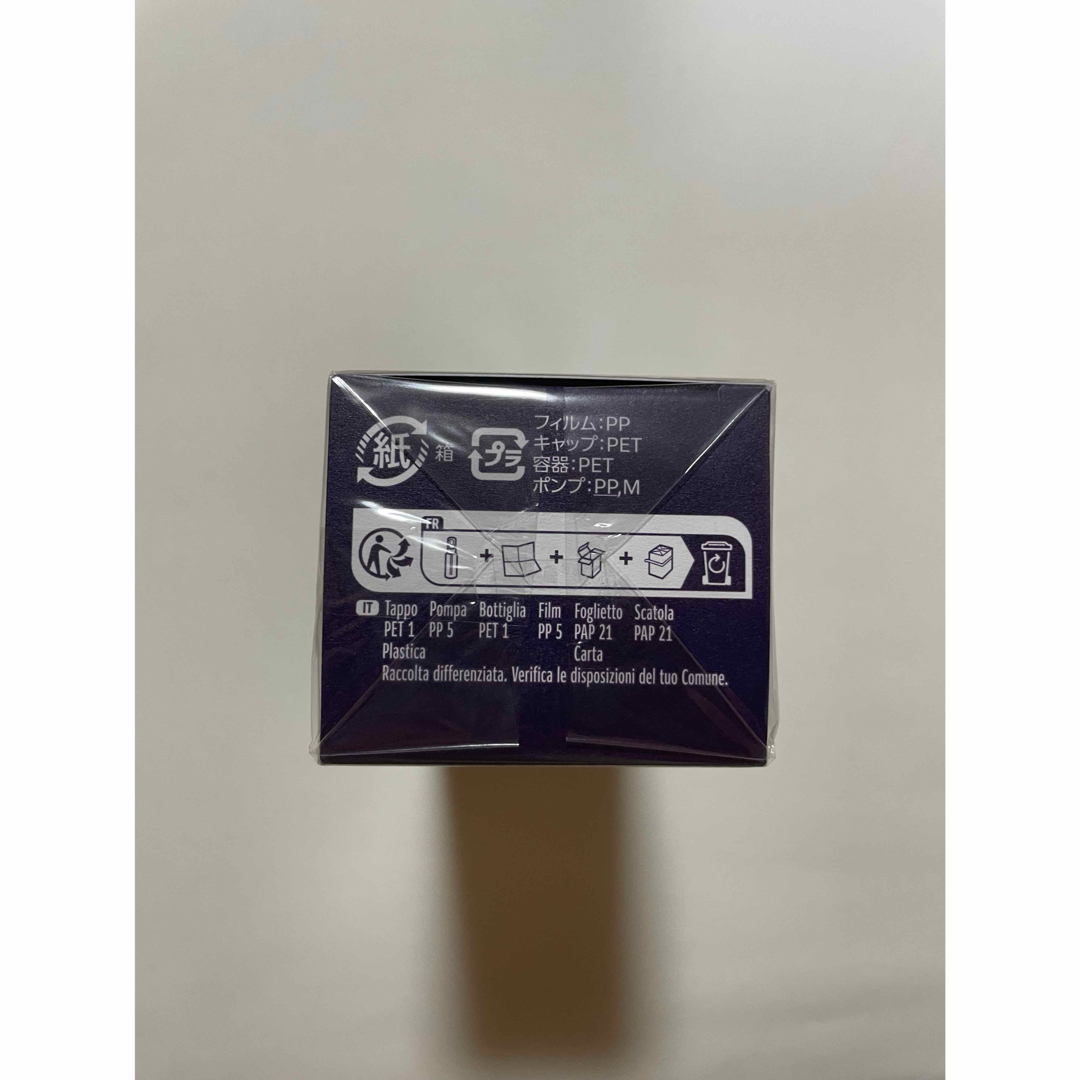 紙 箱
プラ
フィルム:PP
キャップ:PET
容器:PET
ポンプ:PP,M
FR
IT Tappo Pompa Bottiglia Film Foglietto Scatola
PET 1 PP 5 PET 1 PP 5 PAP 21 PAP 21
Plastica Carta
Raccolta differenziata. Verifica le disposizioni del tuo Comune.